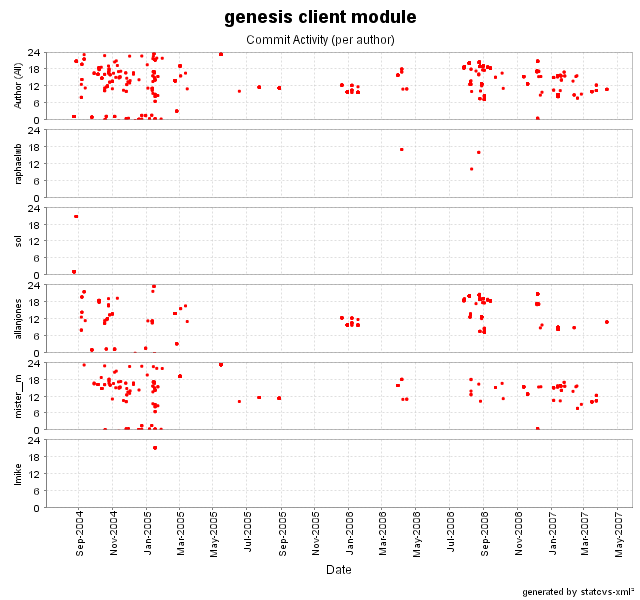 genesis client module
Commit Activity (per author)
Author (All)
24
18
12
6
0
raphaelwb
24
18
12
6
0
sol
24
18
12
6
0
allanjones
24
18
12
6
0
mister__m
24
18
12
6
0
lmike
24
18
12
6
0
Sep-2004
Nov-2004
Jan-2005
Mar-2005
May-2005
Jul-2005
Sep-2005
Nov-2005
Jan-2006
Mar-2006
May-2006
Jul-2006
Sep-2006
Nov-2006
Jan-2007
Mar-2007
May-2007
Date
generated by statcvs-xml²